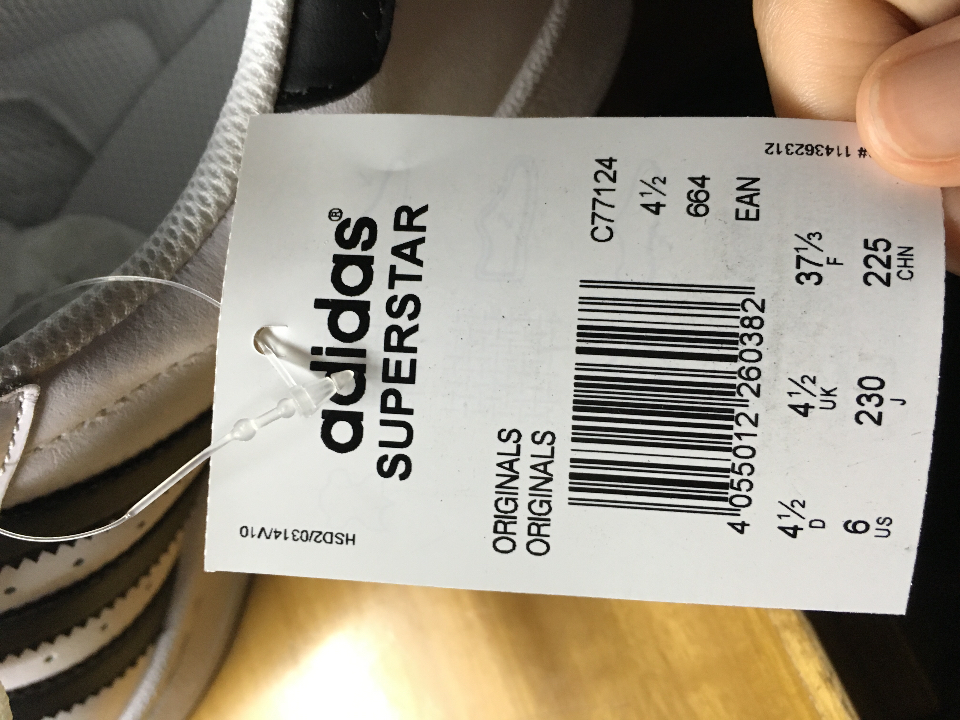 adidas®
SUPERSTAR
ORIGINALS C77124
ORIGINALS 4½
664
EAN
4 055012 260382
4½ 4½ 37⅓
D UK F
6 230 225
US J CHN
HSD2/0314/V10
# 114362312